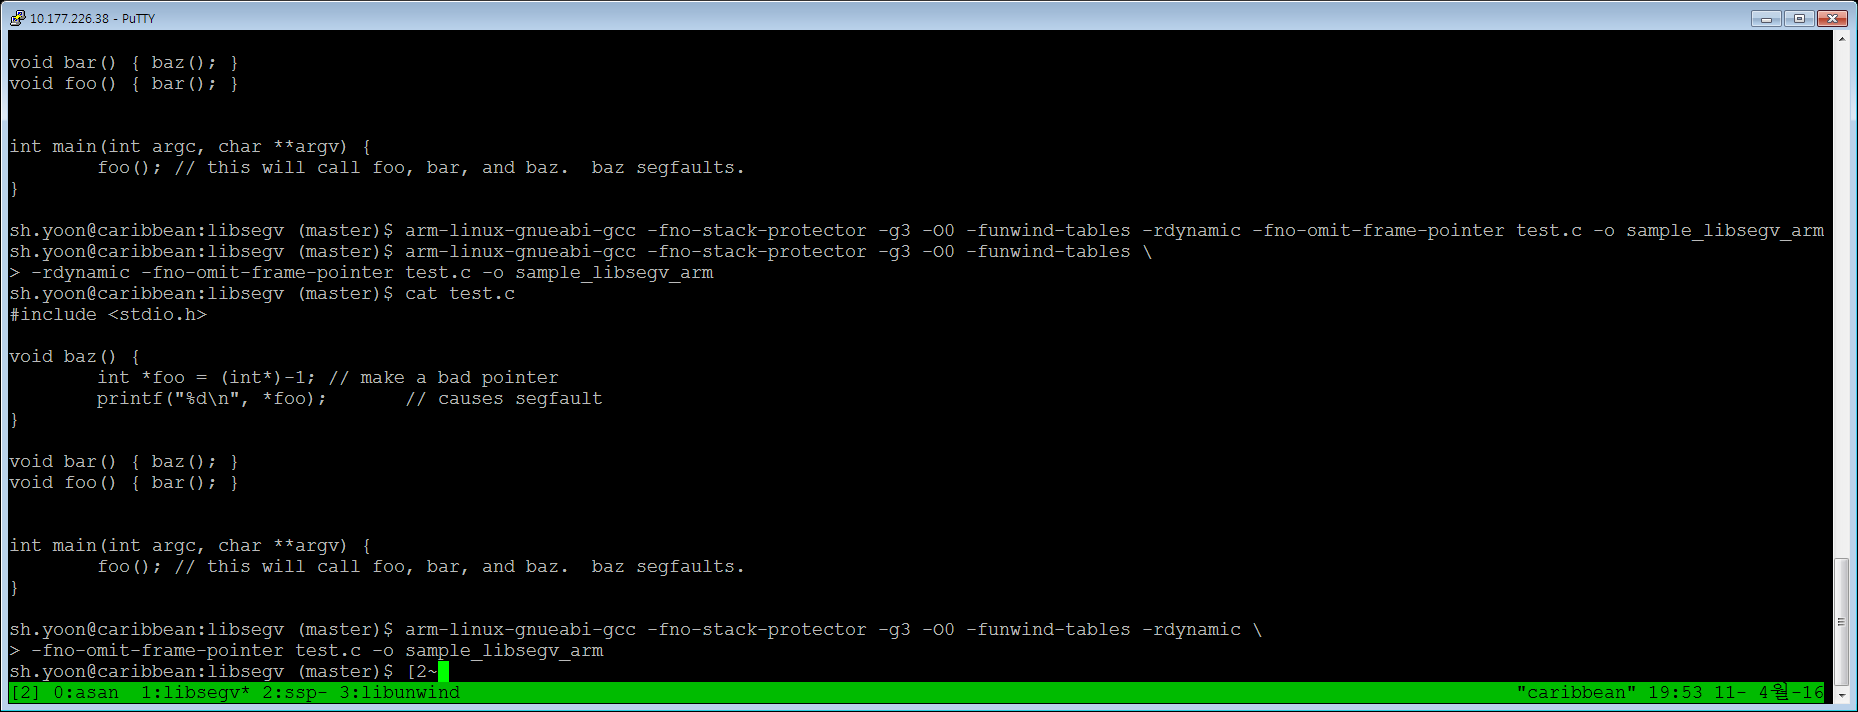 10.177.226.38 - PuTTY
void bar() { baz(); }
void foo() { bar(); }
int main(int argc, char **argv) {
        foo(); // this will call foo, bar, and baz.  baz segfaults.
}
sh.yoon@caribbean:libsegv (master)$ arm-linux-gnueabi-gcc -fno-stack-protector -g3 -O0 -funwind-tables -rdynamic -fno-omit-frame-pointer test.c -o sample_libsegv_arm
sh.yoon@caribbean:libsegv (master)$ arm-linux-gnueabi-gcc -fno-stack-protector -g3 -O0 -funwind-tables \
> -rdynamic -fno-omit-frame-pointer test.c -o sample_libsegv_arm
sh.yoon@caribbean:libsegv (master)$ cat test.c
#include <stdio.h>
void baz() {
        int *foo = (int*)-1; // make a bad pointer
        printf("%d\n", *foo);       // causes segfault
}
void bar() { baz(); }
void foo() { bar(); }
int main(int argc, char **argv) {
        foo(); // this will call foo, bar, and baz.  baz segfaults.
}
sh.yoon@caribbean:libsegv (master)$ arm-linux-gnueabi-gcc -fno-stack-protector -g3 -O0 -funwind-tables -rdynamic \
> -fno-omit-frame-pointer test.c -o sample_libsegv_arm
sh.yoon@caribbean:libsegv (master)$ [2~
[2] 0:asan  1:libsegv* 2:ssp- 3:libunwind "caribbean" 19:53 11- 4월-16